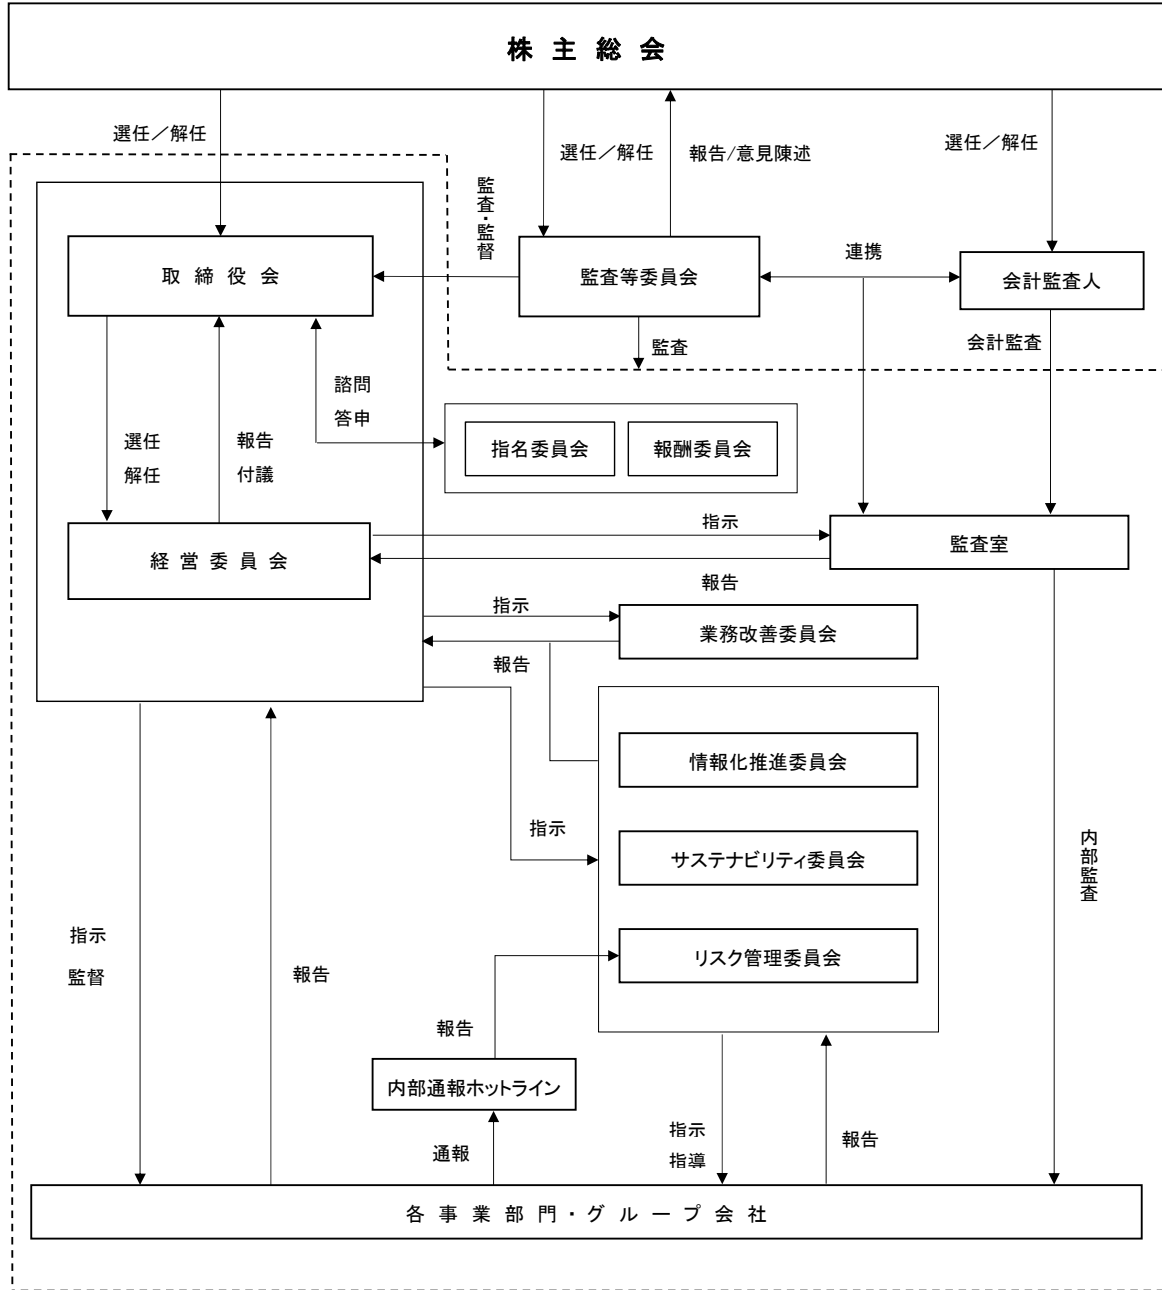 株主総会
選任／解任
選任／解任
報告/意見陳述
選任／解任
監査・監督
取締役会
監査等委員会
連携
会計監査人
監査
会計監査
諮問
答申
指名委員会
報酬委員会
選任
解任
報告
付議
経営委員会
指示
監査室
報告
指示
業務改善委員会
報告
情報化推進委員会
指示
サステナビリティ委員会
内部監査
指示
監督
報告
リスク管理委員会
報告
内部通報ホットライン
通報
指示
指導
報告
各事業部門・グループ会社